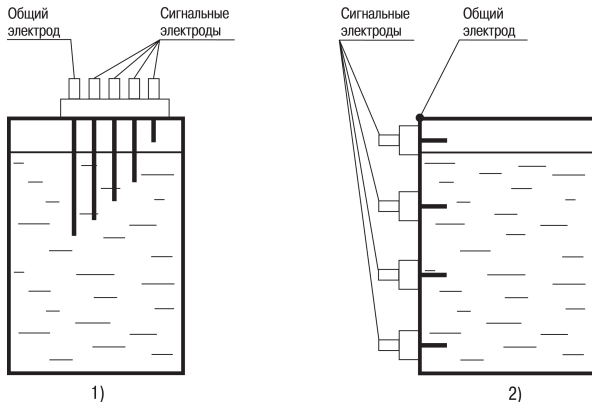 Общий
электрод
Сигнальные
электроды
Сигнальные
электроды
Общий
электрод
1)
2)